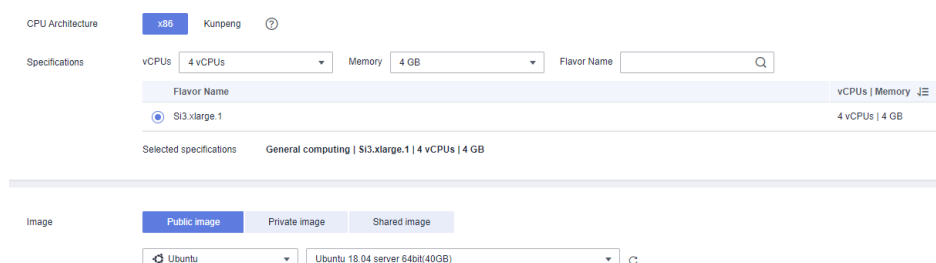 CPU Architecture x86 Kunpeng ?
Specifications vCPUs 4 vCPUs Memory 4 GB Flavor Name
Flavor Name vCPUs | Memory
Si3.xlarge.1 4 vCPUs | 4 GB
Selected specifications General computing | Si3.xlarge.1 | 4 vCPUs | 4 GB
Image Public image Private image Shared image
Ubuntu Ubuntu 18.04 server 64bit(40GB)